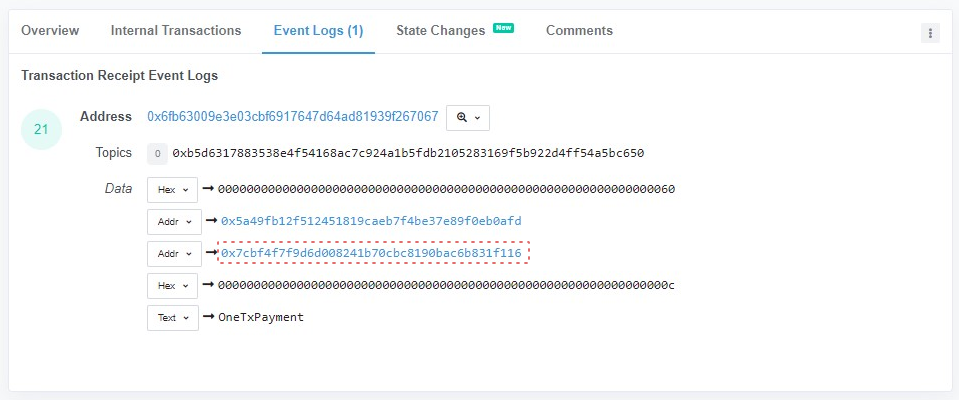 Overview Internal Transactions Event Logs (1) State Changes New Comments
Transaction Receipt Event Logs
21 Address 0x6fb63009e3e03cbf6917647d64ad81939f267067
Topics 0 0xb5d6317883538e4f54168ac7c924a1b5fdb2105283169f5b922d4ff54a5bc650
Data Hex → 0000000000000000000000000000000000000000000000000000000000000060
Addr → 0x5a49fb12f512451819caeb7f4be37e89f0eb0afd
Addr → 0x7cbf4f7f9d6d008241b70cbc8190bac6b831f116
Hex → 000000000000000000000000000000000000000000000000000000000000000c
Text → OneTxPayment